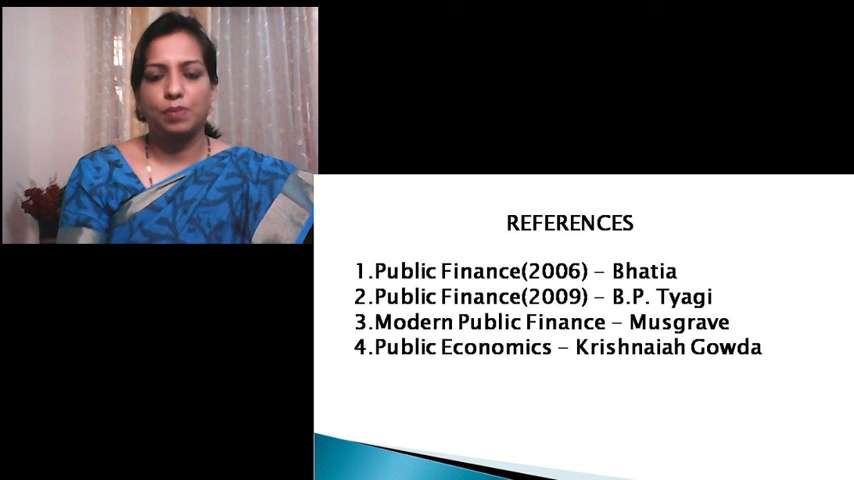 REFERENCES
1.Public Finance(2006) – Bhatia
2.Public Finance(2009) – B.P. Tyagi
3.Modern Public Finance – Musgrave
4.Public Economics – Krishnaiah Gowda